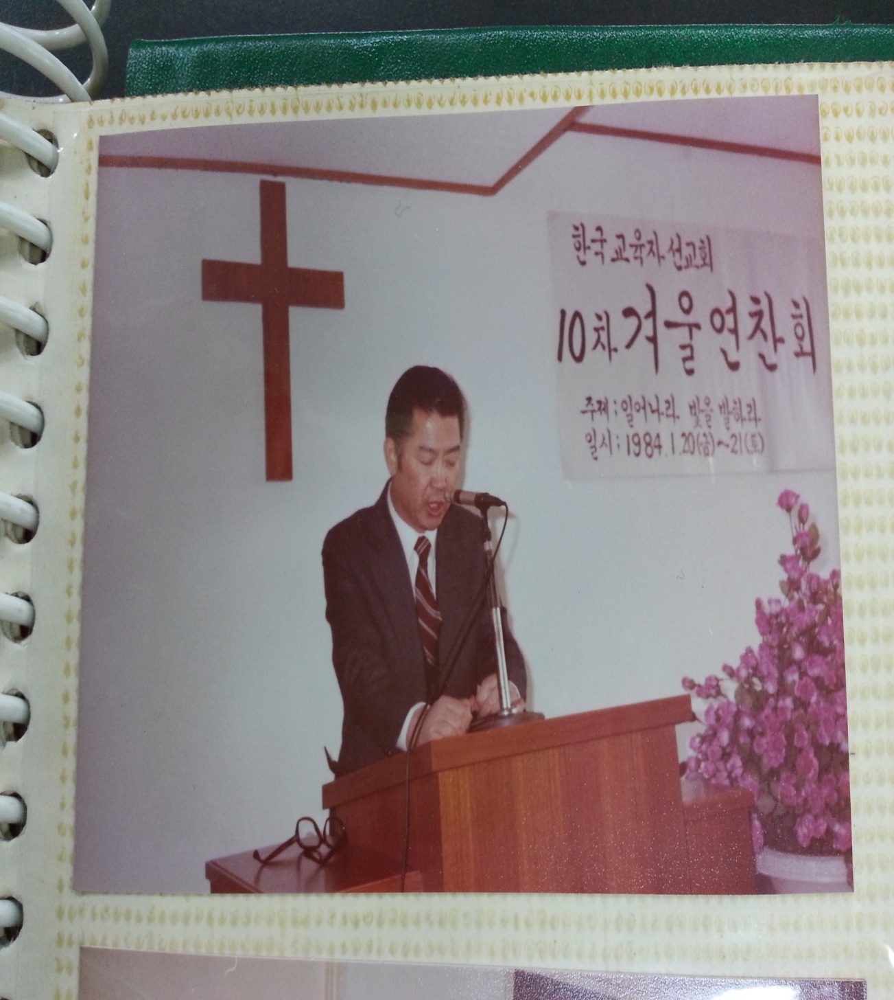 한국교육자선교회
10차 겨울연찬회
주제 ; 일어나라 빛을 발하라
일시 : 1984.1.20(금)~21(토)